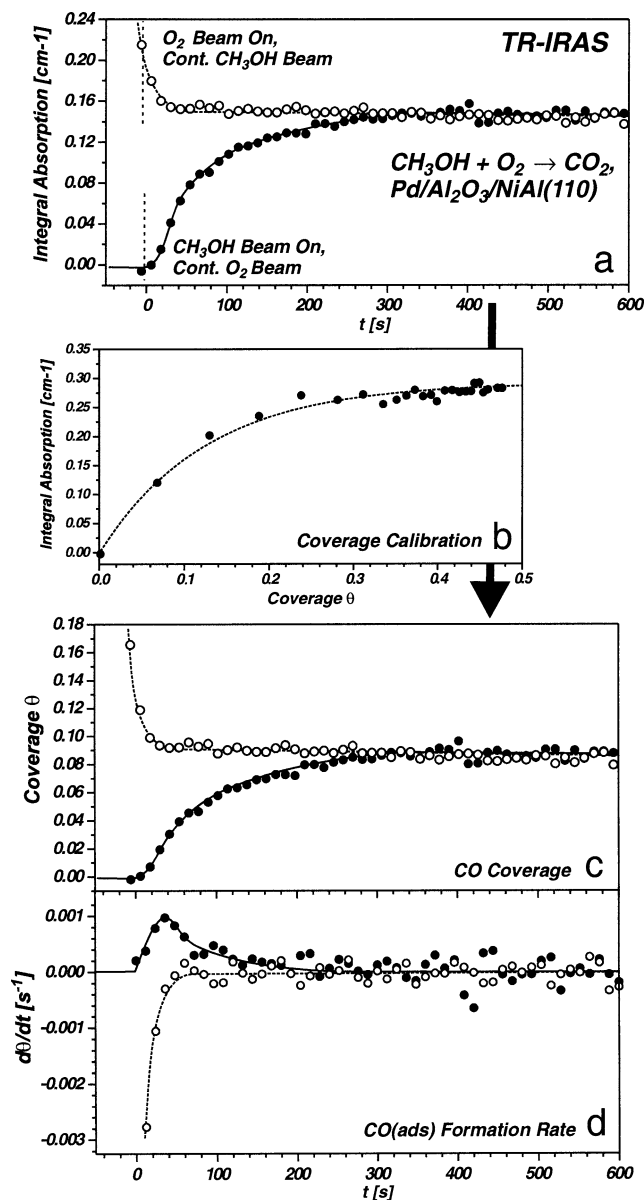 0.24
0.20
0.16
0.12
0.08
0.04
0.00
Integral Absorption [cm-1]
O2 Beam On,
Cont. CH3OH Beam
TR-IRAS
CH3OH + O2 → CO2,
Pd/Al2O3/NiAl(110)
CH3OH Beam On,
Cont. O2 Beam
a
0 100 200 300 400 500 600
t [s]
0.35
0.30
0.25
0.20
0.15
0.10
0.05
0.00
Integral Absorption [cm-1]
Coverage Calibration b
0.0 0.1 0.2 0.3 0.4 0.5
Coverage θ
0.18
0.16
0.14
0.12
0.10
0.08
0.06
0.04
0.02
0.00
Coverage θ
CO Coverage c
0.001
0.000
-0.001
-0.002
-0.003
dθ/dt [s-1]
CO(ads) Formation Rate d
0 100 200 300 400 500 600
t [s]